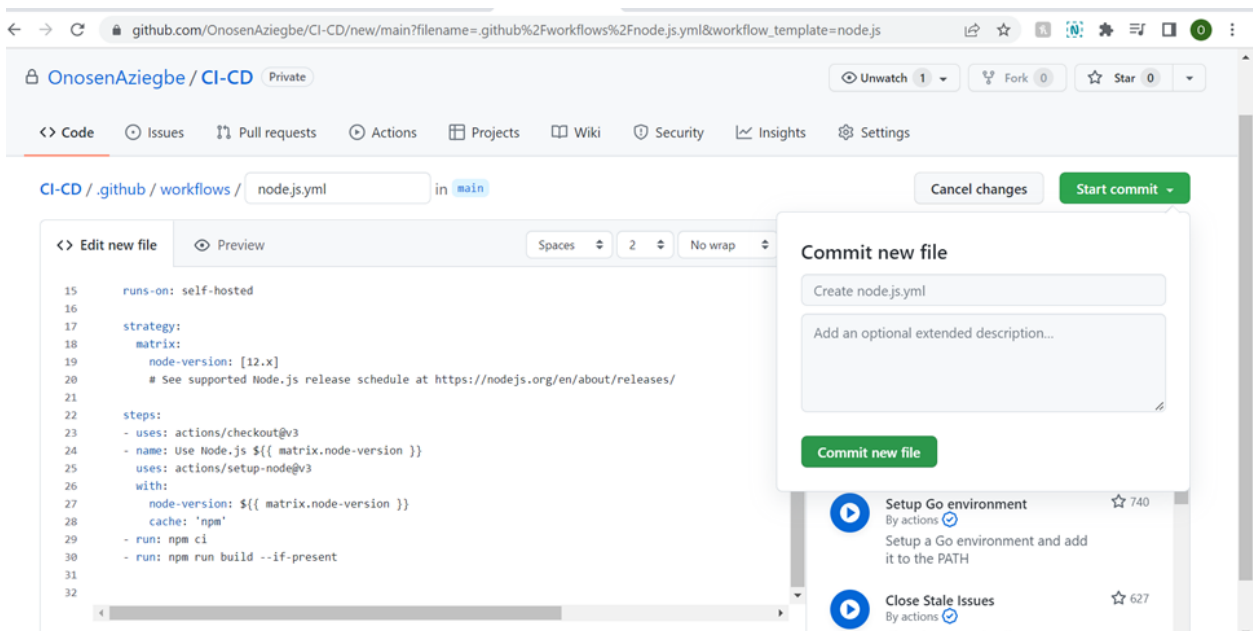 github.com/OnosenAziegbe/CI-CD/new/main?filename=.github%2Fworkflows%2Fnode.js.yml&workflow_template=node.js
O
OnosenAziegbe / CI-CD Private
Unwatch 1 Fork 0 Star 0
<> Code Issues Pull requests Actions Projects Wiki Security Insights Settings
CI-CD / .github / workflows / node.js.yml in main
Cancel changes Start commit
<> Edit new file Preview Spaces 2 No wrap
15 runs-on: self-hosted
16
17 strategy:
18 matrix:
19 node-version: [12.x]
20 # See supported Node.js release schedule at https://nodejs.org/en/about/releases/
21
22 steps:
23 - uses: actions/checkout@v3
24 - name: Use Node.js ${{ matrix.node-version }}
25 uses: actions/setup-node@v3
26 with:
27 node-version: ${{ matrix.node-version }}
28 cache: 'npm'
29 - run: npm ci
30 - run: npm run build --if-present
31
32
Commit new file
Create node.js.yml
Add an optional extended description...
Commit new file
Setup Go environment 740
By actions
Setup a Go environment and add
it to the PATH
Close Stale Issues 627
By actions